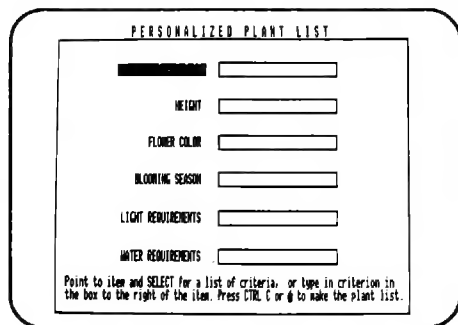 PERSONALIZED PLANT LIST
HEIGHT
FLOWER COLOR
BLOOMING SEASON
LIGHT REQUIREMENTS
WATER REQUIREMENTS
Point to item and SELECT for a list of criteria, or type in criterion in
the box to the right of the item. Press CTRL C or @ to make the plant list.